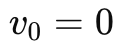 v₀ = 0